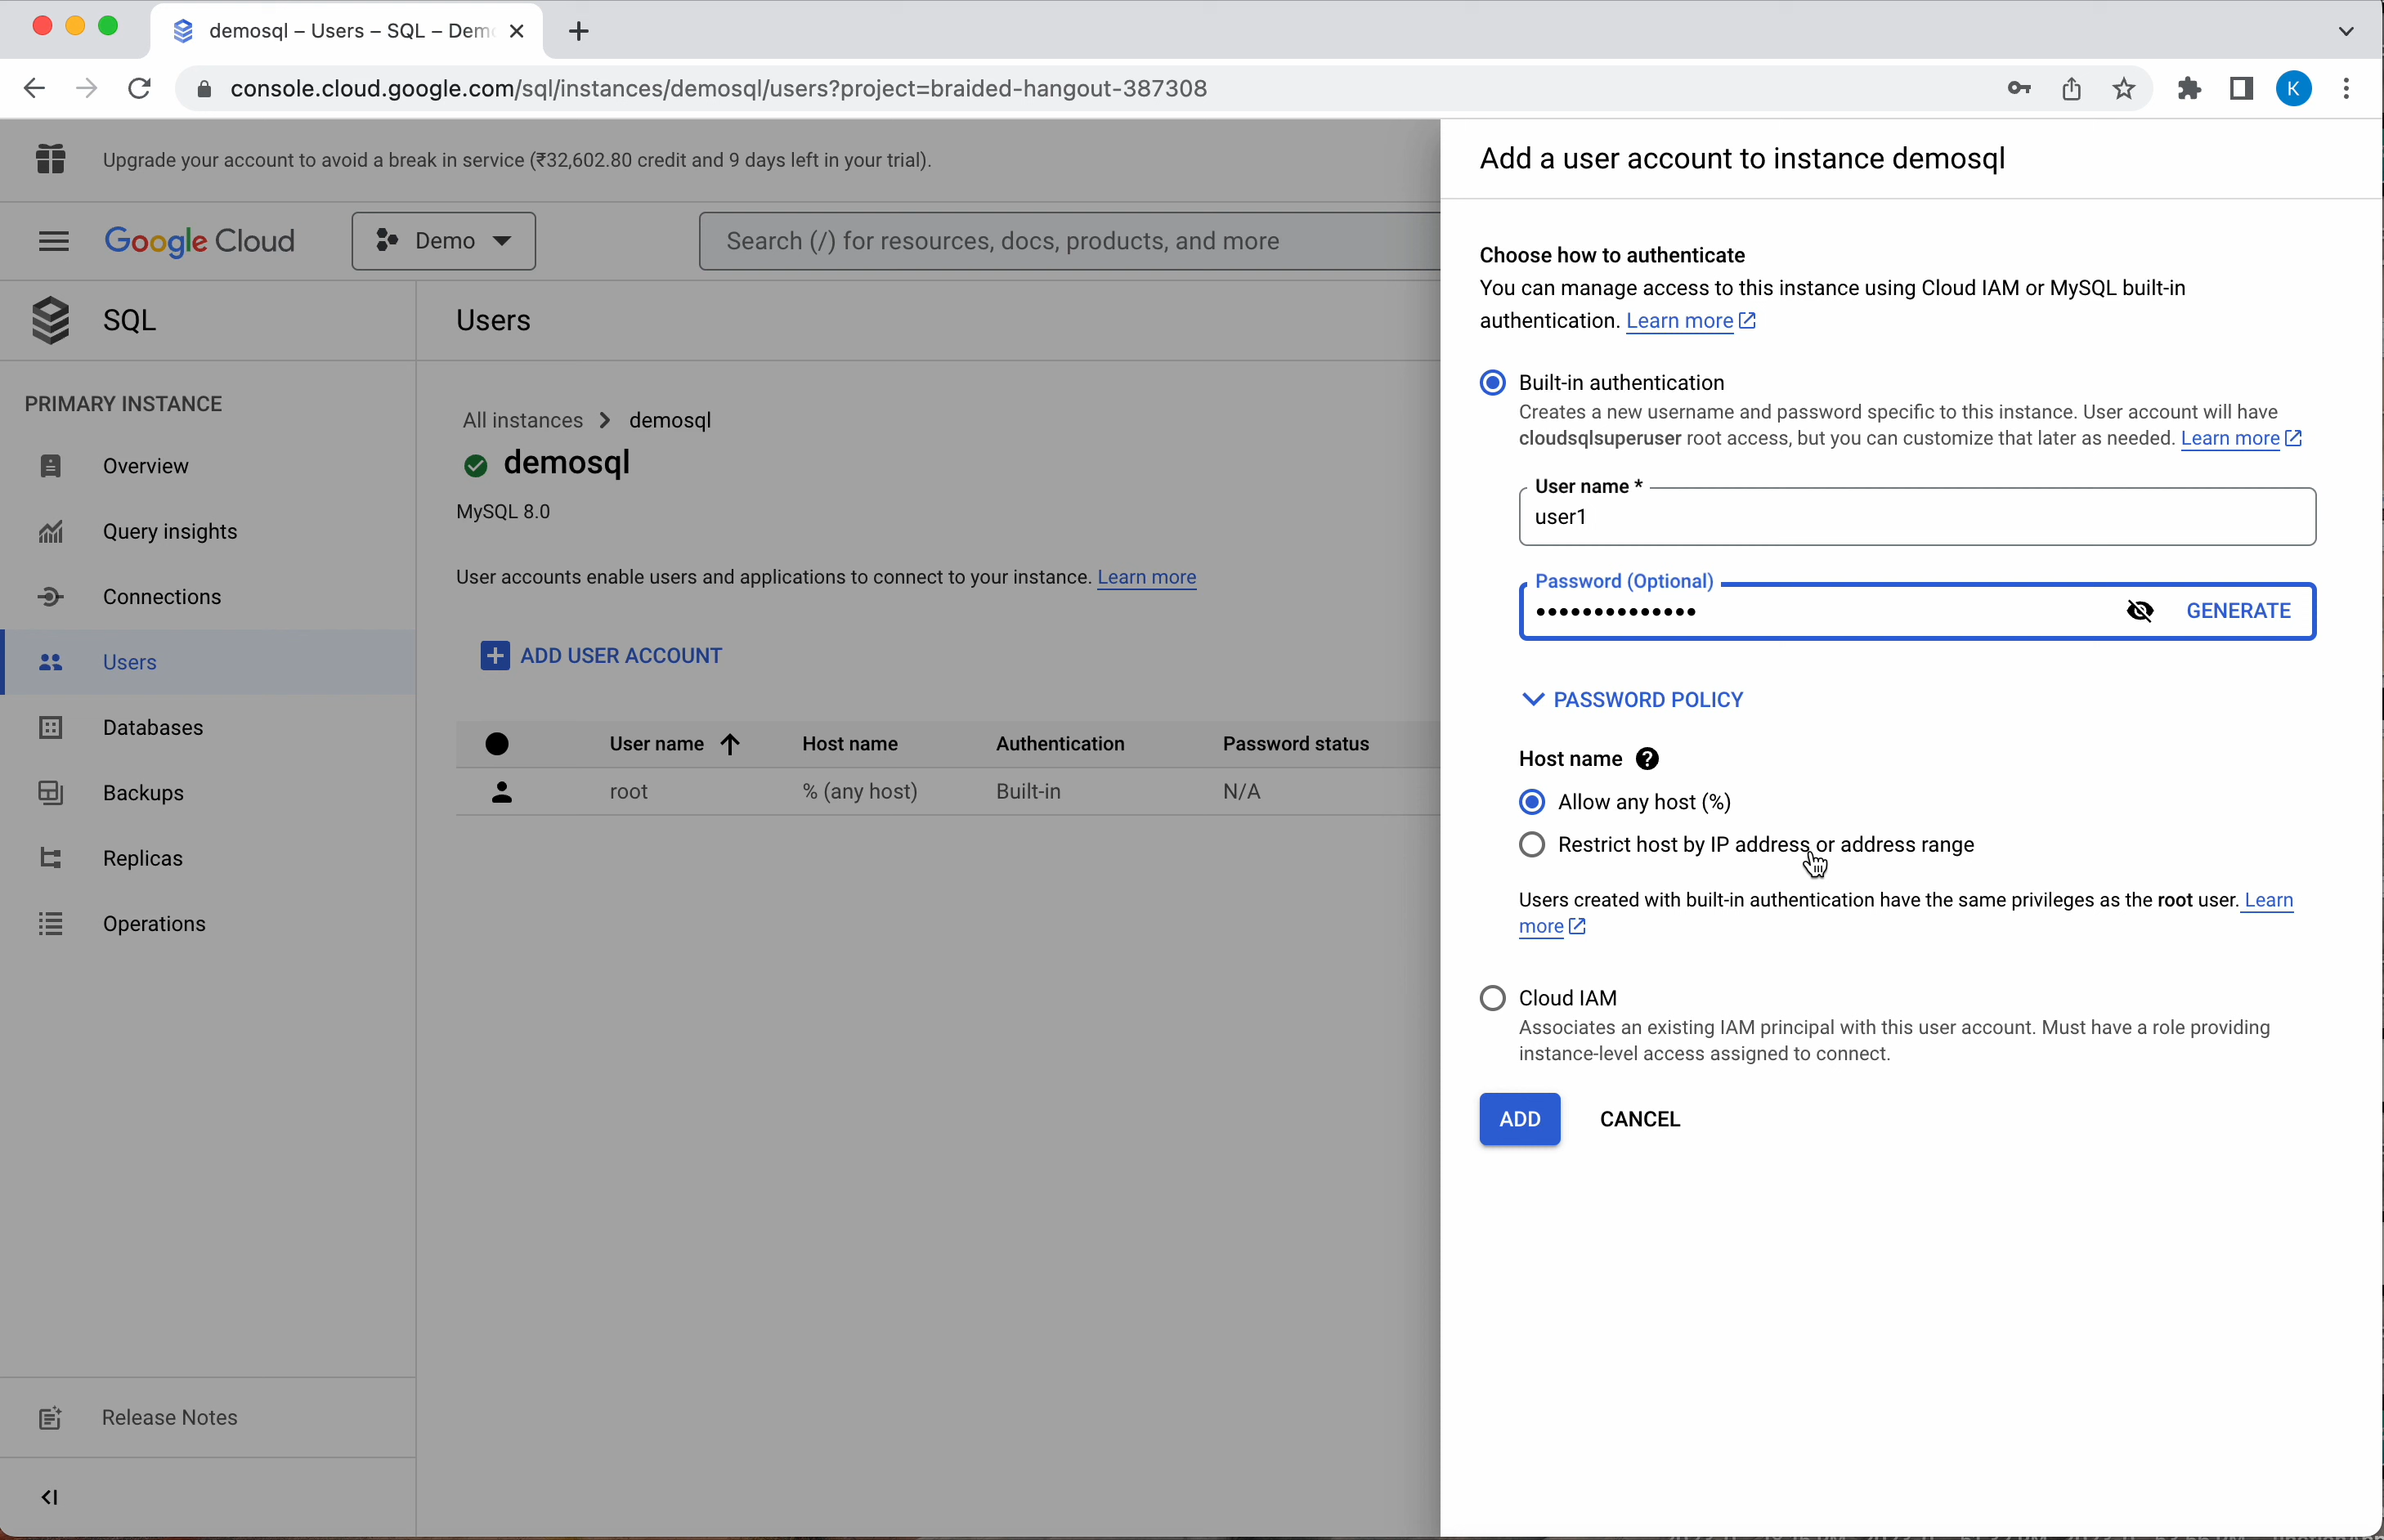 demosql – Users – SQL – Dem
console.cloud.google.com/sql/instances/demosql/users?project=braided-hangout-387308
K
Upgrade your account to avoid a break in service (₹32,602.80 credit and 9 days left in your trial).
Google Cloud
Demo
Search (/) for resources, docs, products, and more
SQL
PRIMARY INSTANCE
Overview
Query insights
Connections
Users
Databases
Backups
Replicas
Operations
Release Notes
Users
All instances
demosql
demosql
MySQL 8.0
User accounts enable users and applications to connect to your instance. Learn more
ADD USER ACCOUNT
User name Host name Authentication Password status
root % (any host) Built-in N/A
Add a user account to instance demosql
Choose how to authenticate
You can manage access to this instance using Cloud IAM or MySQL built-in
authentication. Learn more
Built-in authentication
Creates a new username and password specific to this instance. User account will have
cloudsqlsuperuser root access, but you can customize that later as needed. Learn more
User name *
user1
Password (Optional)
••••••••••••••
GENERATE
PASSWORD POLICY
Host name
Allow any host (%)
Restrict host by IP address or address range
Users created with built-in authentication have the same privileges as the root user. Learn
more
Cloud IAM
Associates an existing IAM principal with this user account. Must have a role providing
instance-level access assigned to connect.
ADD
CANCEL